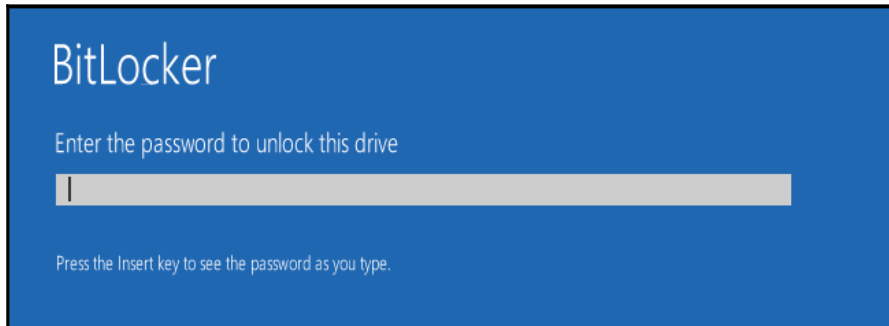 BitLocker
Enter the password to unlock this drive
Press the Insert key to see the password as you type.